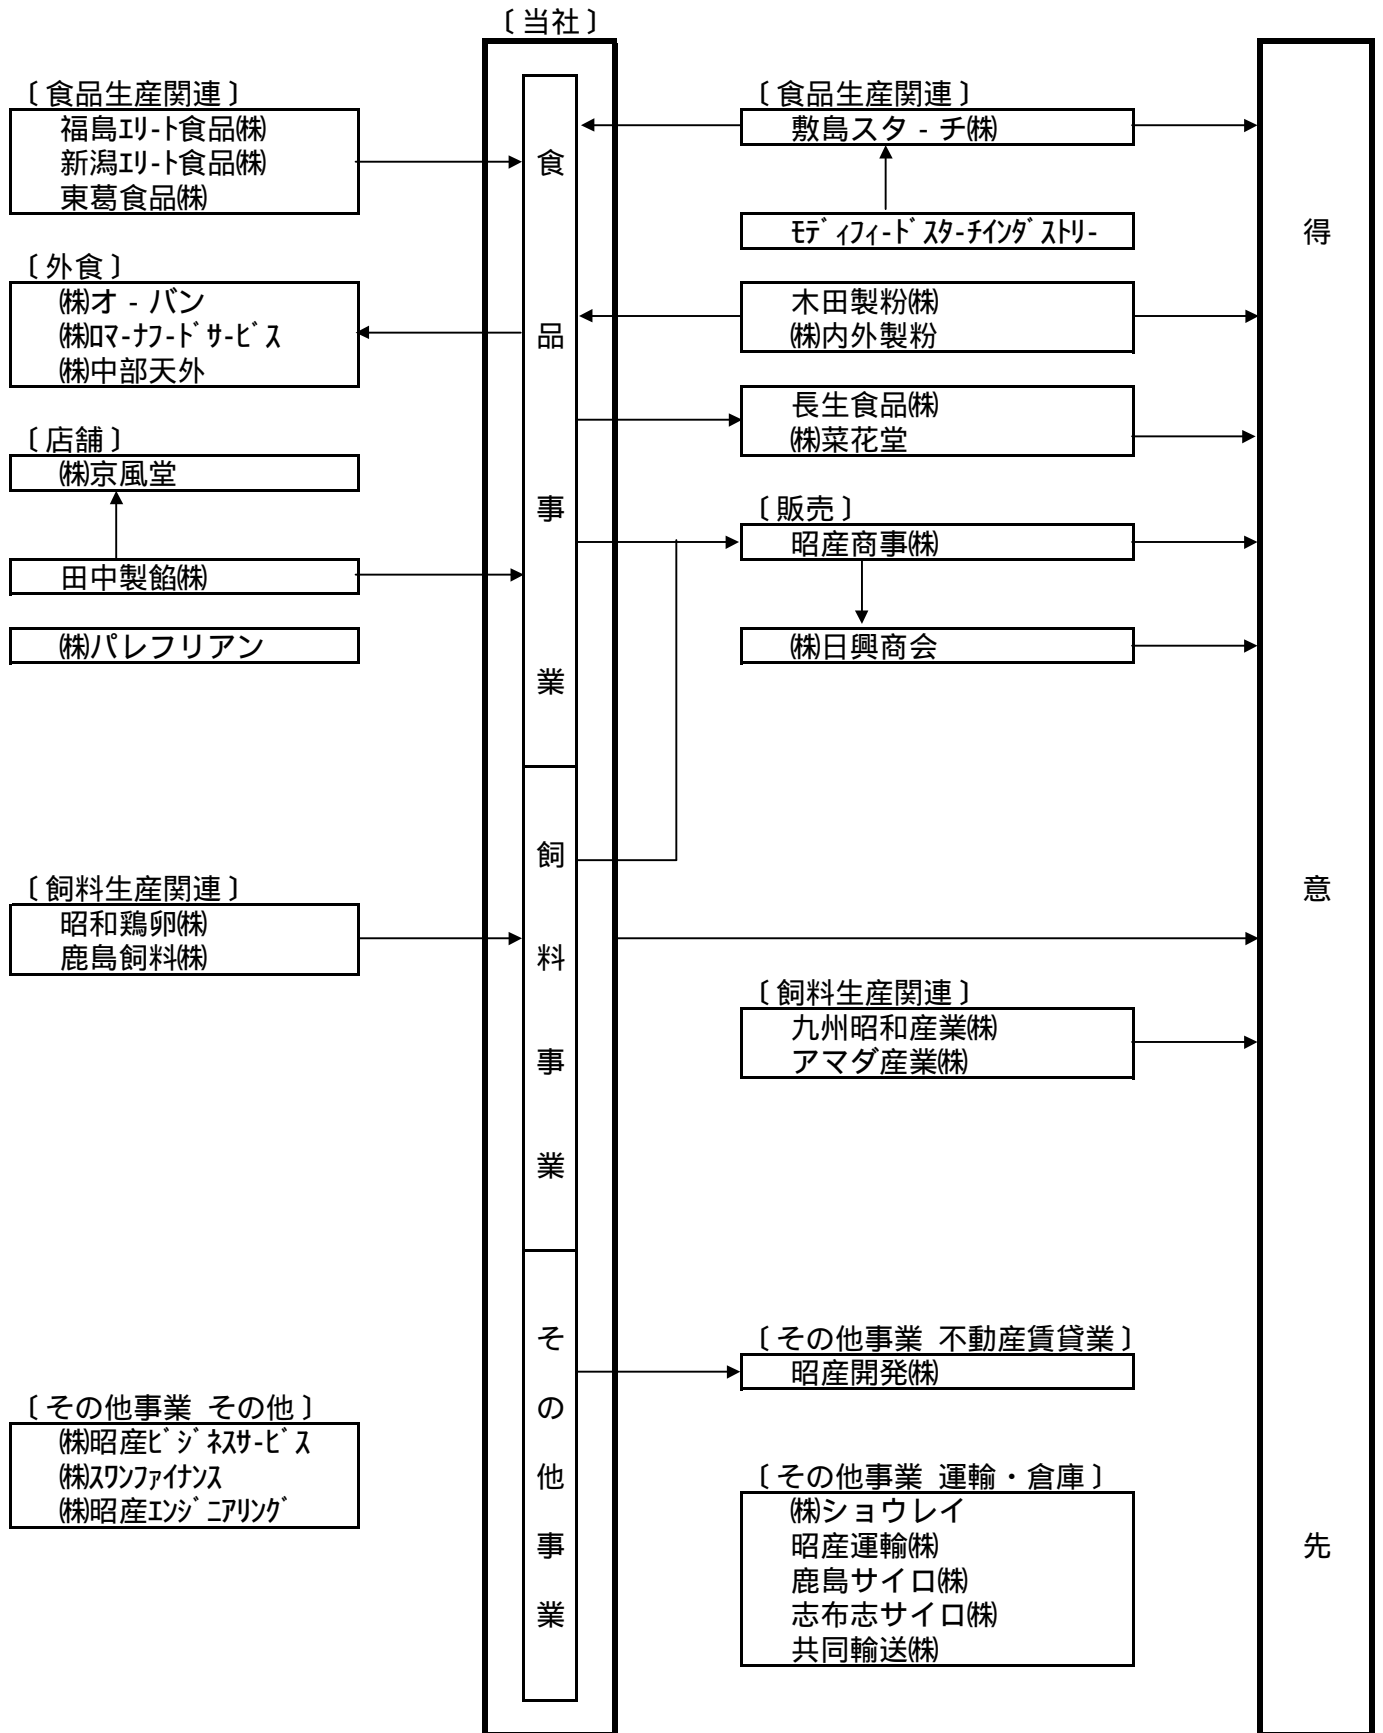 〔当社〕
〔食品生産関連〕
福島ｴﾘｰﾄ食品㈱
新潟ｴﾘｰﾄ食品㈱
東葛食品㈱
〔外食〕
㈱オ‐バン
㈱ﾛﾏｰﾅﾌｰﾄﾞｻｰﾋﾞｽ
㈱中部天外
〔店舗〕
㈱京風堂
田中製餡㈱
㈱パレフリアン
〔飼料生産関連〕
昭和鶏卵㈱
鹿島飼料㈱
〔その他事業 その他〕
㈱昭産ﾋﾞｼﾞﾈｽｻｰﾋﾞｽ
㈱ｽﾜﾝﾌｧｲﾅﾝｽ
㈱昭産ｴﾝｼﾞﾆｱﾘﾝｸﾞ
食品事業
飼料事業
その他事業
〔食品生産関連〕
敷島スタ‐チ㈱
ﾓﾃﾞｨﾌｨｰﾄﾞｽﾀｰﾁｲﾝﾀﾞｽﾄﾘｰ
木田製粉㈱
㈱内外製粉
長生食品㈱
㈱菜花堂
〔販売〕
昭産商事㈱
㈱日興商会
〔飼料生産関連〕
九州昭和産業㈱
アマダ産業㈱
〔その他事業 不動産賃貸業〕
昭産開発㈱
〔その他事業 運輸・倉庫〕
㈱ショウレイ
昭産運輸㈱
鹿島サイロ㈱
志布志サイロ㈱
共同輸送㈱
得意先